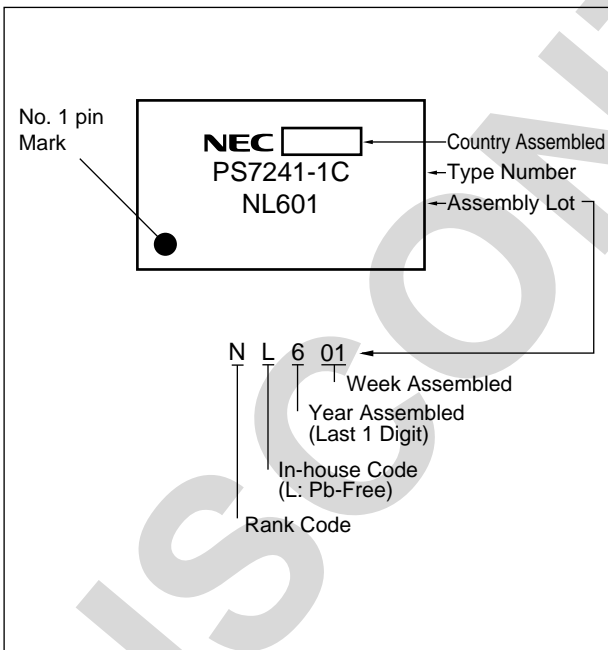 No. 1 pin
Mark
NEC
Country Assembled
PS7241-1C
Type Number
NL601
Assembly Lot
N L 6 01
Week Assembled
Year Assembled
(Last 1 Digit)
In-house Code
(L: Pb-Free)
Rank Code